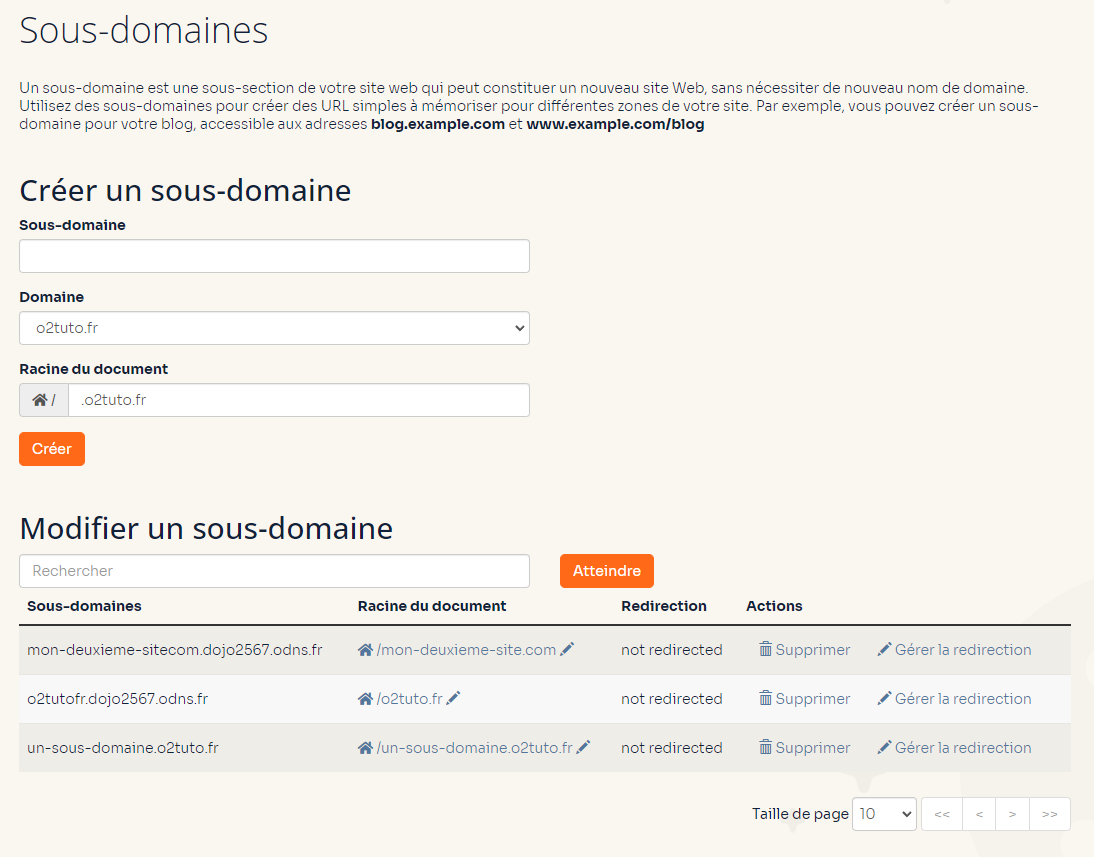 Sous-domaines
Un sous-domaine est une sous-section de votre site web qui peut constituer un nouveau site Web, sans nécessiter de nouveau nom de domaine.
Utilisez des sous-domaines pour créer des URL simples à mémoriser pour différentes zones de votre site. Par exemple, vous pouvez créer un sous-
domaine pour votre blog, accessible aux adresses blog.example.com et www.example.com/blog
Créer un sous-domaine
Sous-domaine
Domaine
o2tuto.fr
Racine du document
/ .o2tuto.fr
Créer
Modifier un sous-domaine
Rechercher Atteindre
Sous-domaines Racine du document Redirection Actions
mon-deuxieme-sitecom.dojo2567.odns.fr /mon-deuxieme-site.com not redirected Supprimer Gérer la redirection
o2tutofr.dojo2567.odns.fr /o2tuto.fr not redirected Supprimer Gérer la redirection
un-sous-domaine.o2tuto.fr /un-sous-domaine.o2tuto.fr not redirected Supprimer Gérer la redirection
Taille de page 10 << < > >>